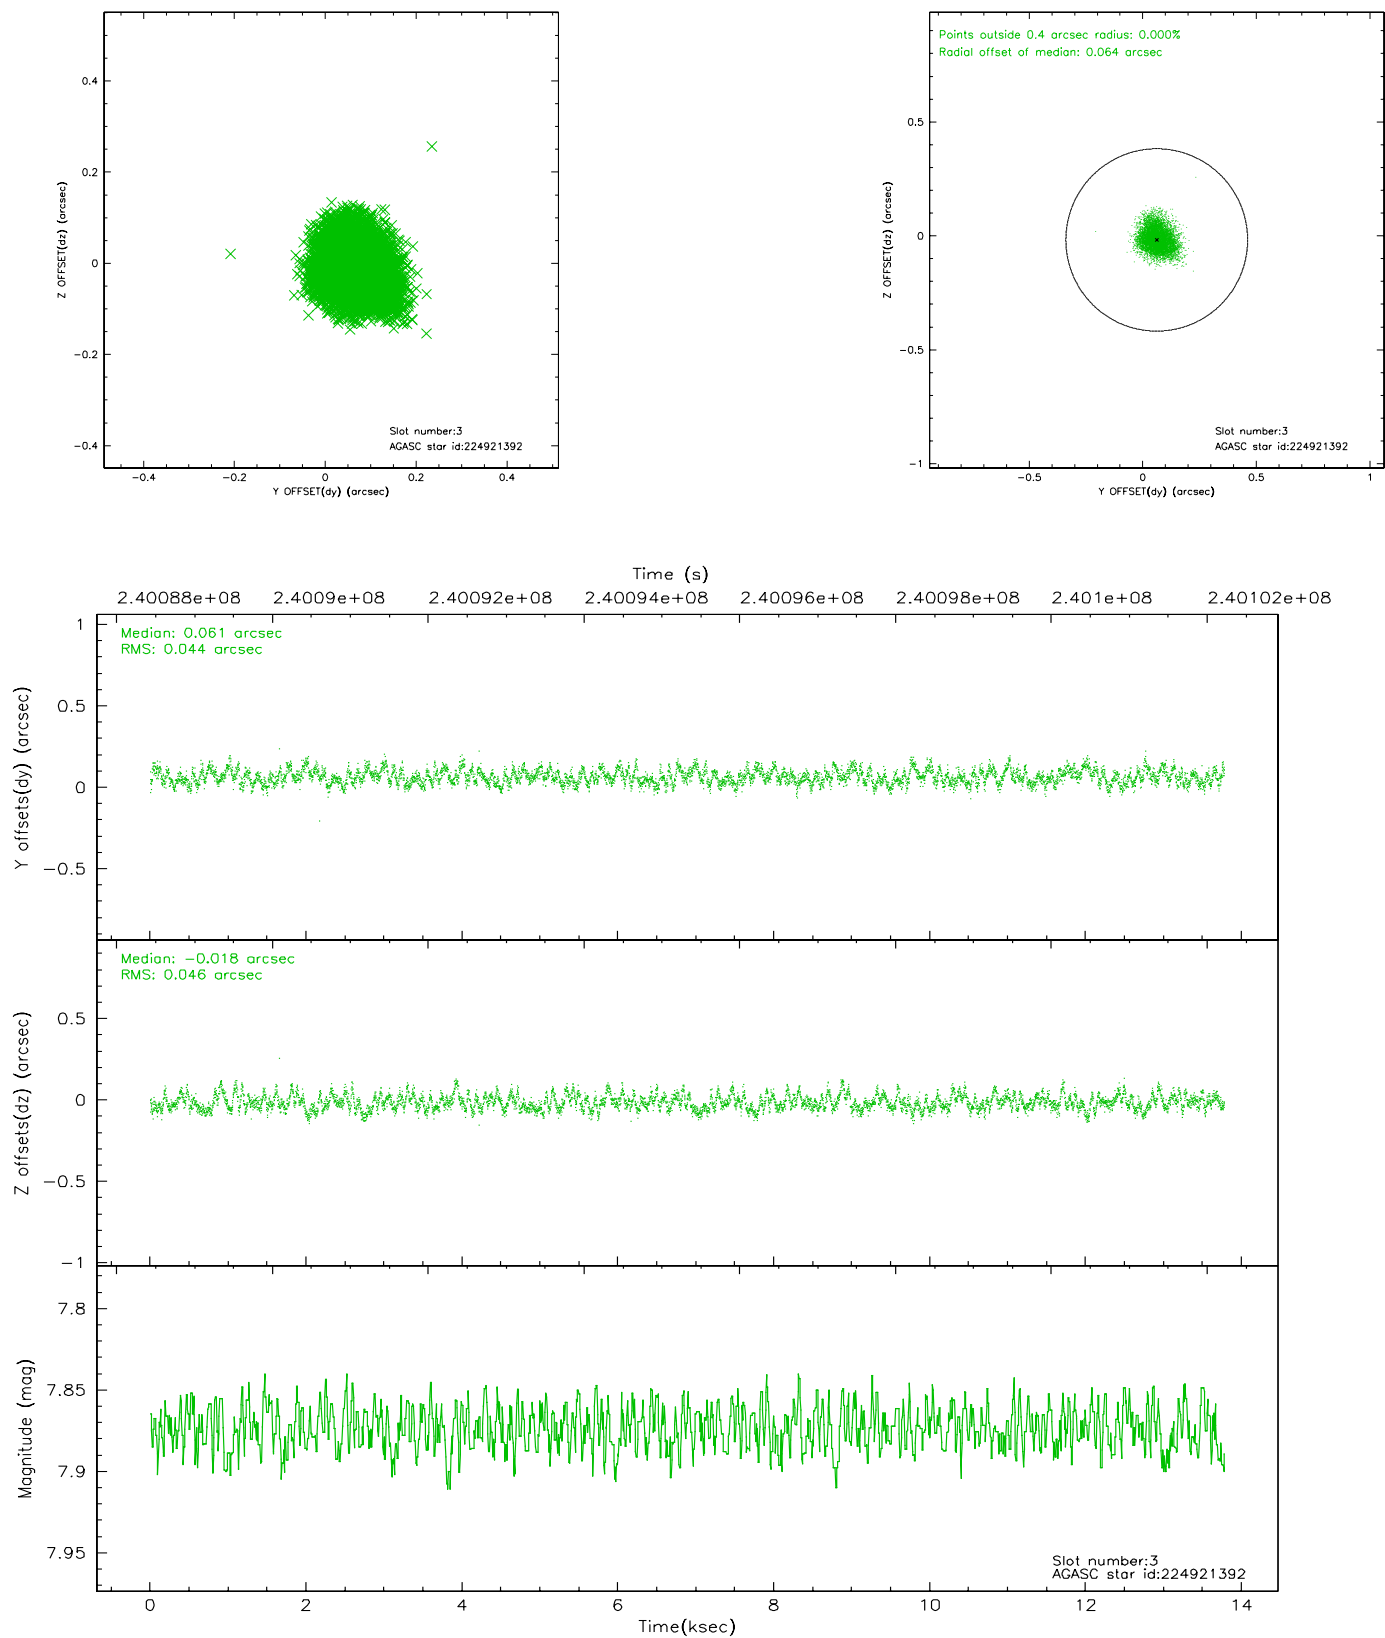 0.4
0.2
0
-0.2
-0.4
Z OFFSET(dz) (arcsec)
Slot number:3
AGASC star id:224921392
-0.4 -0.2 0 0.2 0.4
Y OFFSET(dy) (arcsec)
Points outside 0.4 arcsec radius: 0.000%
Radial offset of median: 0.064 arcsec
0.5
0
-0.5
-1
Z OFFSET(dz) (arcsec)
Slot number:3
AGASC star id:224921392
-0.5 0 0.5 1
Y OFFSET(dy) (arcsec)
Time (s)
2.40088e+08 2.4009e+08 2.40092e+08 2.40094e+08 2.40096e+08 2.40098e+08 2.401e+08 2.40102e+08
Median: 0.061 arcsec
RMS: 0.044 arcsec
1
0.5
0
-0.5
Y offsets(dy) (arcsec)
Median: -0.018 arcsec
RMS: 0.046 arcsec
0.5
0
-0.5
-1
Z offsets(dz) (arcsec)
7.8
7.85
7.9
7.95
Magnitude (mag)
Slot number:3
AGASC star id:224921392
0 2 4 6 8 10 12 14
Time(ksec)